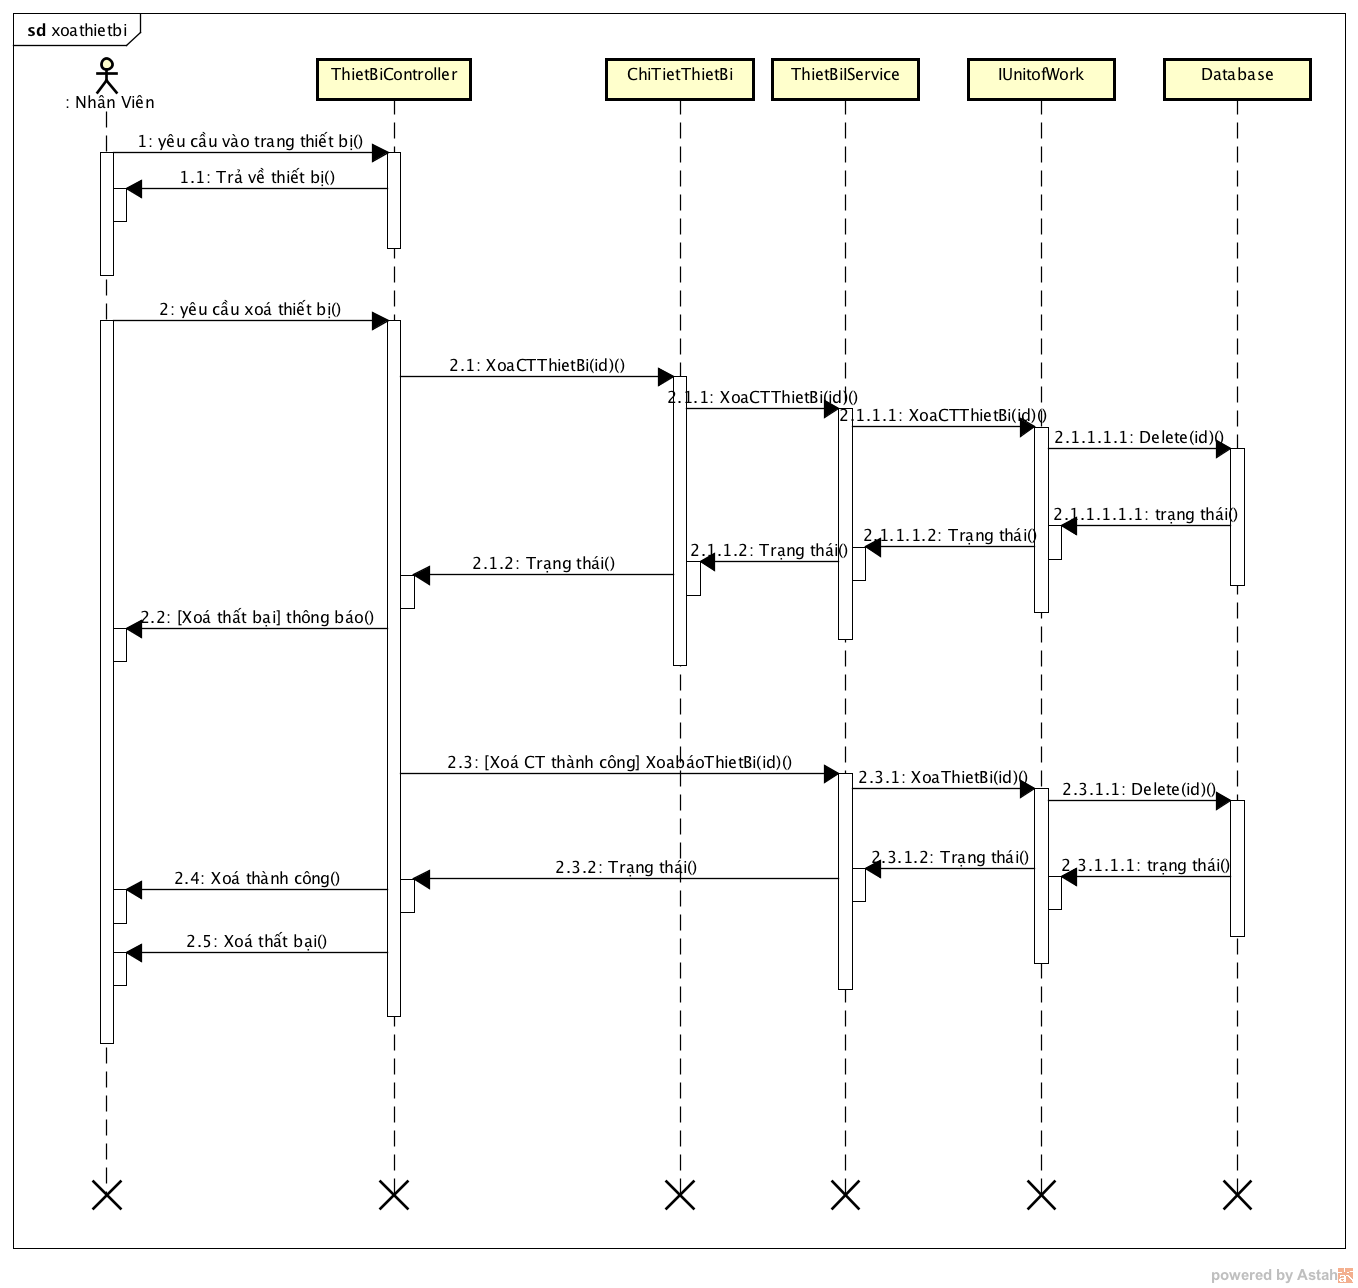 sd xoathietbi
: Nhân Viên
ThietBiController
ChiTietThietBi
ThietBiIService
IUnitofWork
Database
1: yêu cầu vào trang thiết bị()
1.1: Trả về thiết bị()
2: yêu cầu xoá thiết bị()
2.1: XoaCTThietBi(id)()
2.1.1: XoaCTThietBi(id)()
2.1.1.1: XoaCTThietBi(id)()
2.1.1.1.1: Delete(id)()
2.1.1.1.1.1: trạng thái()
2.1.1.1.2: Trạng thái()
2.1.1.2: Trạng thái()
2.1.2: Trạng thái()
2.2: [Xoá thất bại] thông báo()
2.3: [Xoá CT thành công] XoabáoThietBi(id)()
2.3.1: XoaThietBi(id)()
2.3.1.1: Delete(id)()
2.3.1.1.1: trạng thái()
2.3.1.2: Trạng thái()
2.3.2: Trạng thái()
2.4: Xoá thành công()
2.5: Xoá thất bại()
powered by Astah